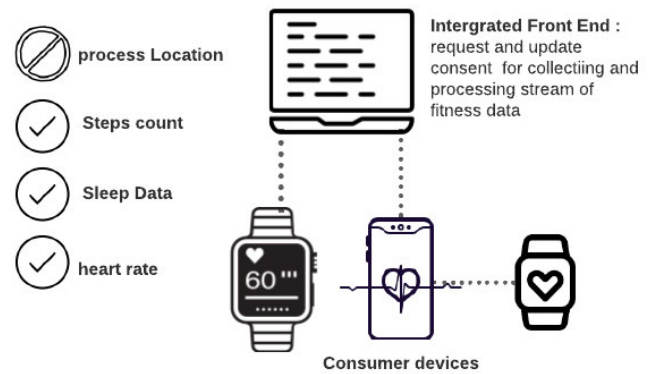 process Location
Steps count
Sleep Data
heart rate
Intergrated Front End :
request and update
consent for collectiing and
processing stream of
fitness data
60 '''
Consumer devices